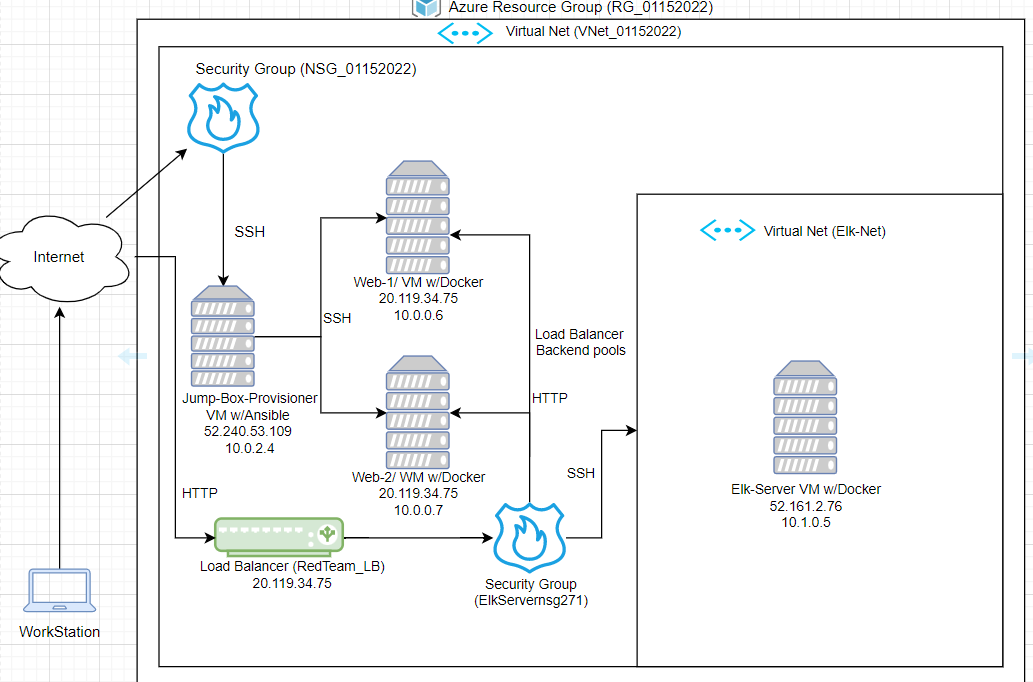 Azure Resource Group (RG_01152022)
Virtual Net (VNet_01152022)
Security Group (NSG_01152022)
SSH
Internet
Virtual Net (Elk-Net)
Web-1/ VM w/Docker
20.119.34.75
10.0.0.6
SSH
Load Balancer
Backend pools
Jump-Box-Provisioner
VM w/Ansible
52.240.53.109
10.0.2.4
HTTP
Web-2/ WM w/Docker
20.119.34.75
10.0.0.7
SSH
HTTP
Elk-Server VM w/Docker
52.161.2.76
10.1.0.5
Load Balancer (RedTeam_LB)
20.119.34.75
Security Group
(ElkServernsg271)
WorkStation